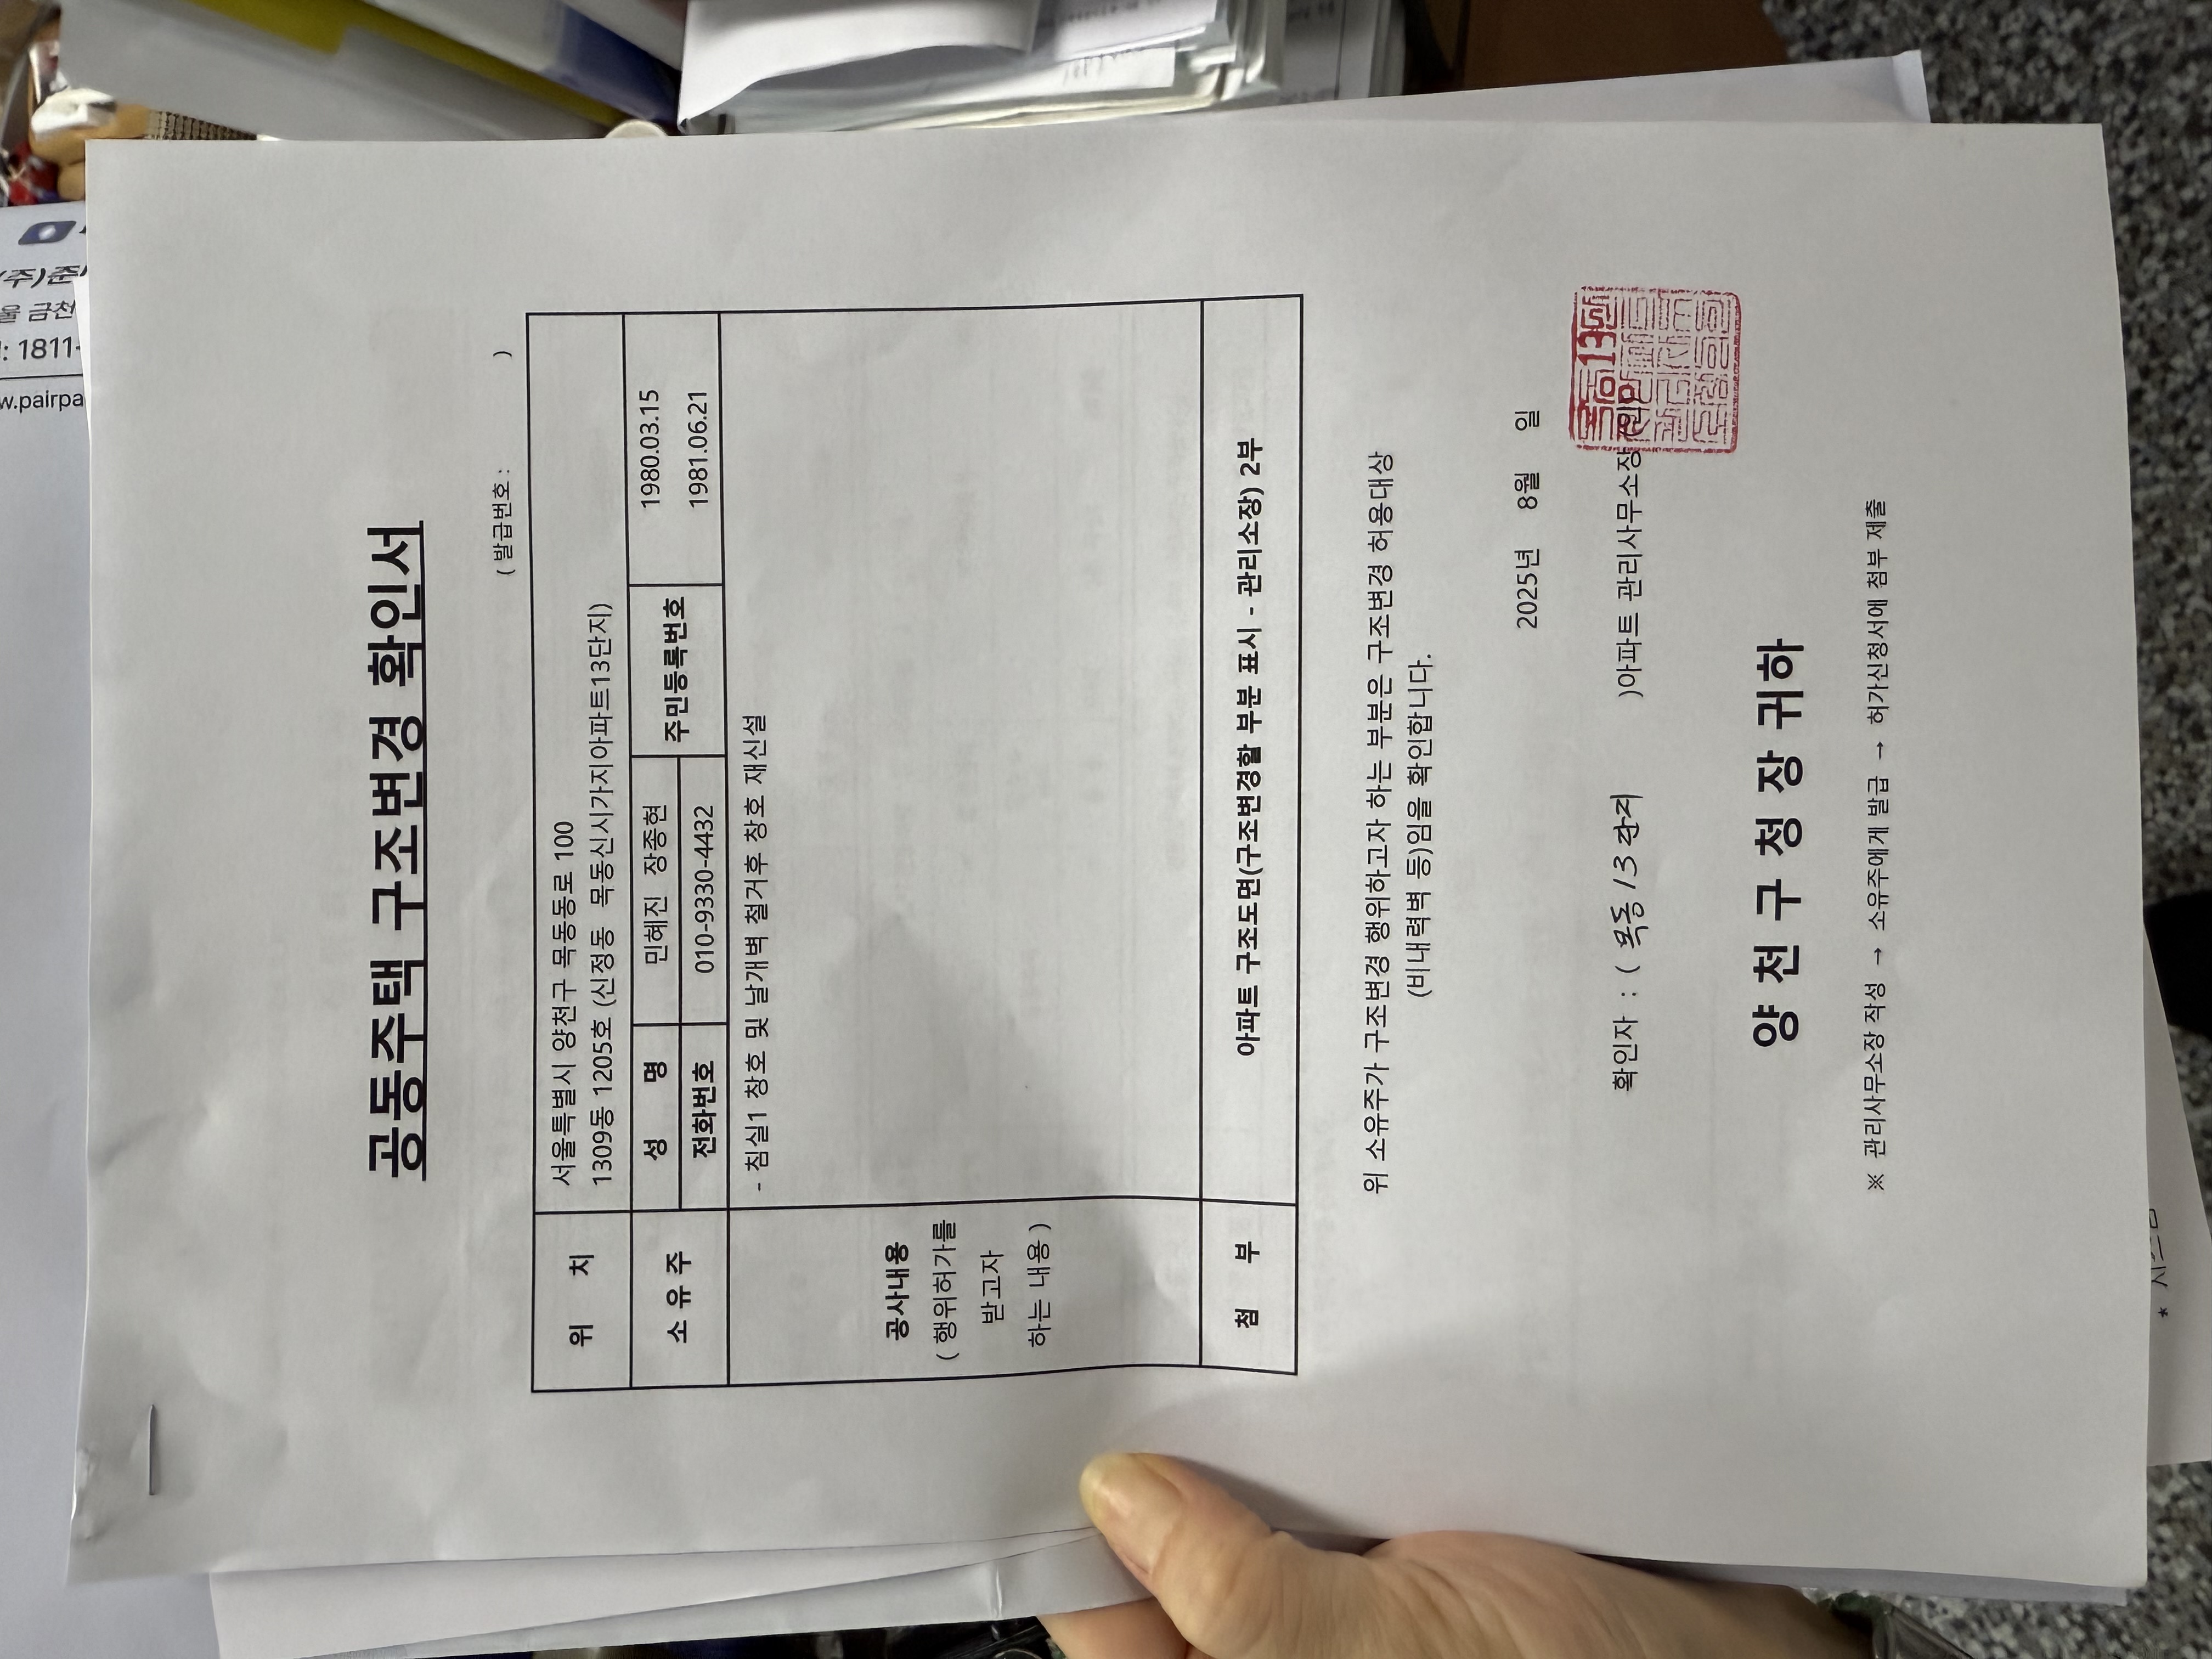 공동주택 구조변경 확인서
( 발급번호 : )
위 치
서울특별시 양천구 목동동로 100
1309동 1205호 (신정동 목동신시가지아파트13단지)
소 유 주
성 명
민혜진 장종현
주민등록번호
1980.03.15
1981.06.21
전화번호
010-9330-4432
공사내용
( 행위허가를
받고자
하는 내용 )
- 침실1 창호 및 날개벽 철거후 창호 재신설
첨 부
아파트 구조도면(구조변경할 부분 표시 - 관리소장) 2부
위 소유주가 구조변경 행위하고자 하는 부분은 구조변경 허용대상
(비내력벽 등)임을 확인합니다.
2025년 8월 일
확인자 : ( 목동 13 단지 )아파트 관리사무소장 (인)
양 천 구 청 장 귀하
※ 관리사무소장 작성 → 소유주에게 발급 → 허가신청서에 첨부 제출
: 1811-
w.pairpa